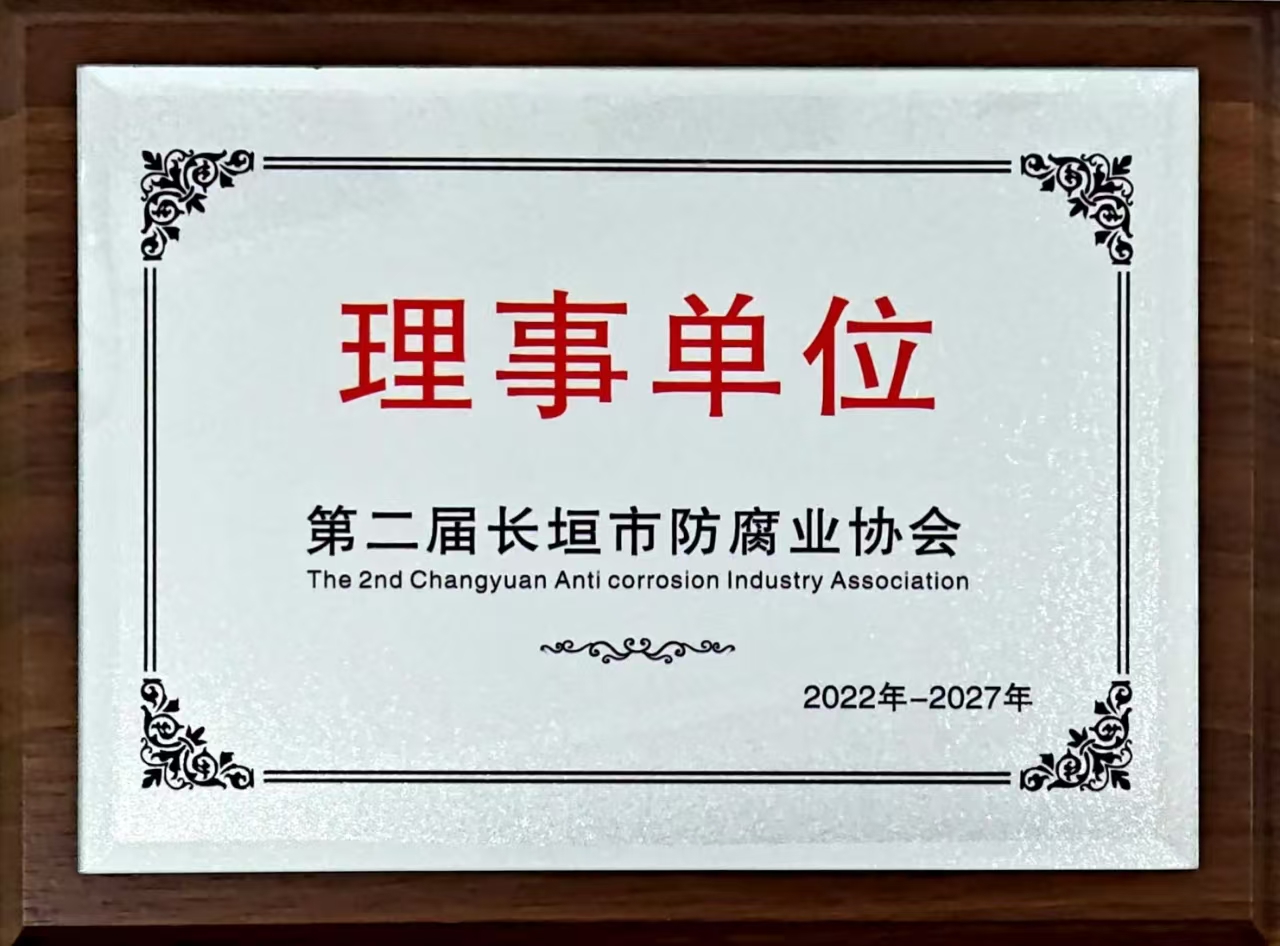 理事单位
第二届长垣市防腐业协会
The 2nd Changyuan Anti corrosion Industry Association
2022年-2027年